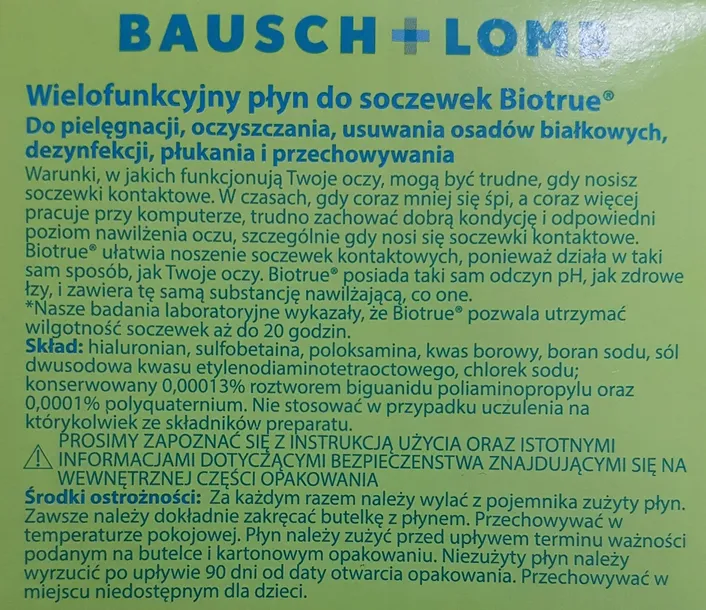 BAUSCH + LOMB
Wielofunkcyjny płyn do soczewek Biotrue®
Do pielęgnacji, oczyszczania, usuwania osadów białkowych,
dezynfekcji, płukania i przechowywania
Warunki, w jakich funkcjonują Twoje oczy, mogą być trudne, gdy nosisz
soczewki kontaktowe. W czasach, gdy coraz mniej się śpi, a coraz więcej
pracuje przy komputerze, trudno zachować dobrą kondycję i odpowiedni
poziom nawilżenia oczu, szczególnie gdy nosi się soczewki kontaktowe.
Biotrue® ułatwia noszenie soczewek kontaktowych, ponieważ działa w taki
sam sposób, jak Twoje oczy. Biotrue® posiada taki sam odczyn pH, jak zdrowe
łzy, i zawiera tę samą substancję nawilżającą, co one.
*Nasze badania laboratoryjne wykazały, że Biotrue® pozwala utrzymać
wilgotność soczewek aż do 20 godzin.
Skład: hialuronian, sulfobetaina, poloksamina, kwas borowy, boran sodu, sól
dwusodowa kwasu etylenodiaminotetraoctowego, chlorek sodu;
konserwowany 0,00013% roztworem biguanidu poliaminopropylu oraz
0,0001% polyquaternium. Nie stosować w przypadku uczulenia na
którykolwiek ze składników preparatu.
PROSIMY ZAPOZNAĆ SIĘ Z INSTRUKCJĄ UŻYCIA ORAZ ISTOTNYMI
INFORMACJAMI DOTYCZĄCYMI BEZPIECZEŃSTWA ZNAJDUJĄCYMI SIĘ NA
WEWNĘTRZNEJ CZĘŚCI OPAKOWANIA
Środki ostrożności: Za każdym razem należy wylać z pojemnika zużyty płyn.
Zawsze należy dokładnie zakręcać butelkę z płynem. Przechowywać w
temperaturze pokojowej. Płyn należy zużyć przed upływem terminu ważności
podanym na butelce i kartonowym opakowaniu. Niezużyty płyn należy
wyrzucić po upływie 90 dni od daty otwarcia opakowania. Przechowywać w
miejscu niedostępnym dla dzieci.